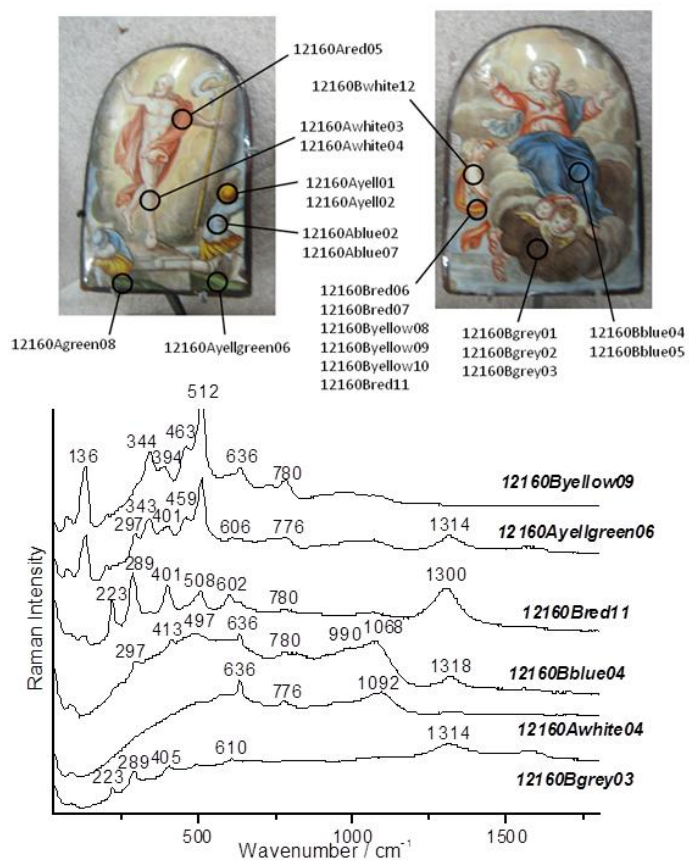 12160Ared05
12160Awhite03
12160Awhite04
12160Ayell01
12160Ayell02
12160Ablue02
12160Ablue07
12160Agreen08
12160Ayellgreen06
12160Bwhite12
12160Bred06
12160Bred07
12160Byellow08
12160Byellow09
12160Byellow10
12160Bred11
12160Bgrey01
12160Bgrey02
12160Bgrey03
12160Bblue04
12160Bblue05
136
344
394
463
512
636
780
12160Byellow09
297
343
401
459
606
776
1314
12160Ayellgreen06
223
289
401
508
602
780
1300
12160Bred11
297
413
497
636
780
990
1068
1318
12160Bblue04
636
776
1092
12160Awhite04
223
289
405
610
1314
12160Bgrey03
Raman Intensity
500
1000
1500
Wavenumber / cm⁻¹